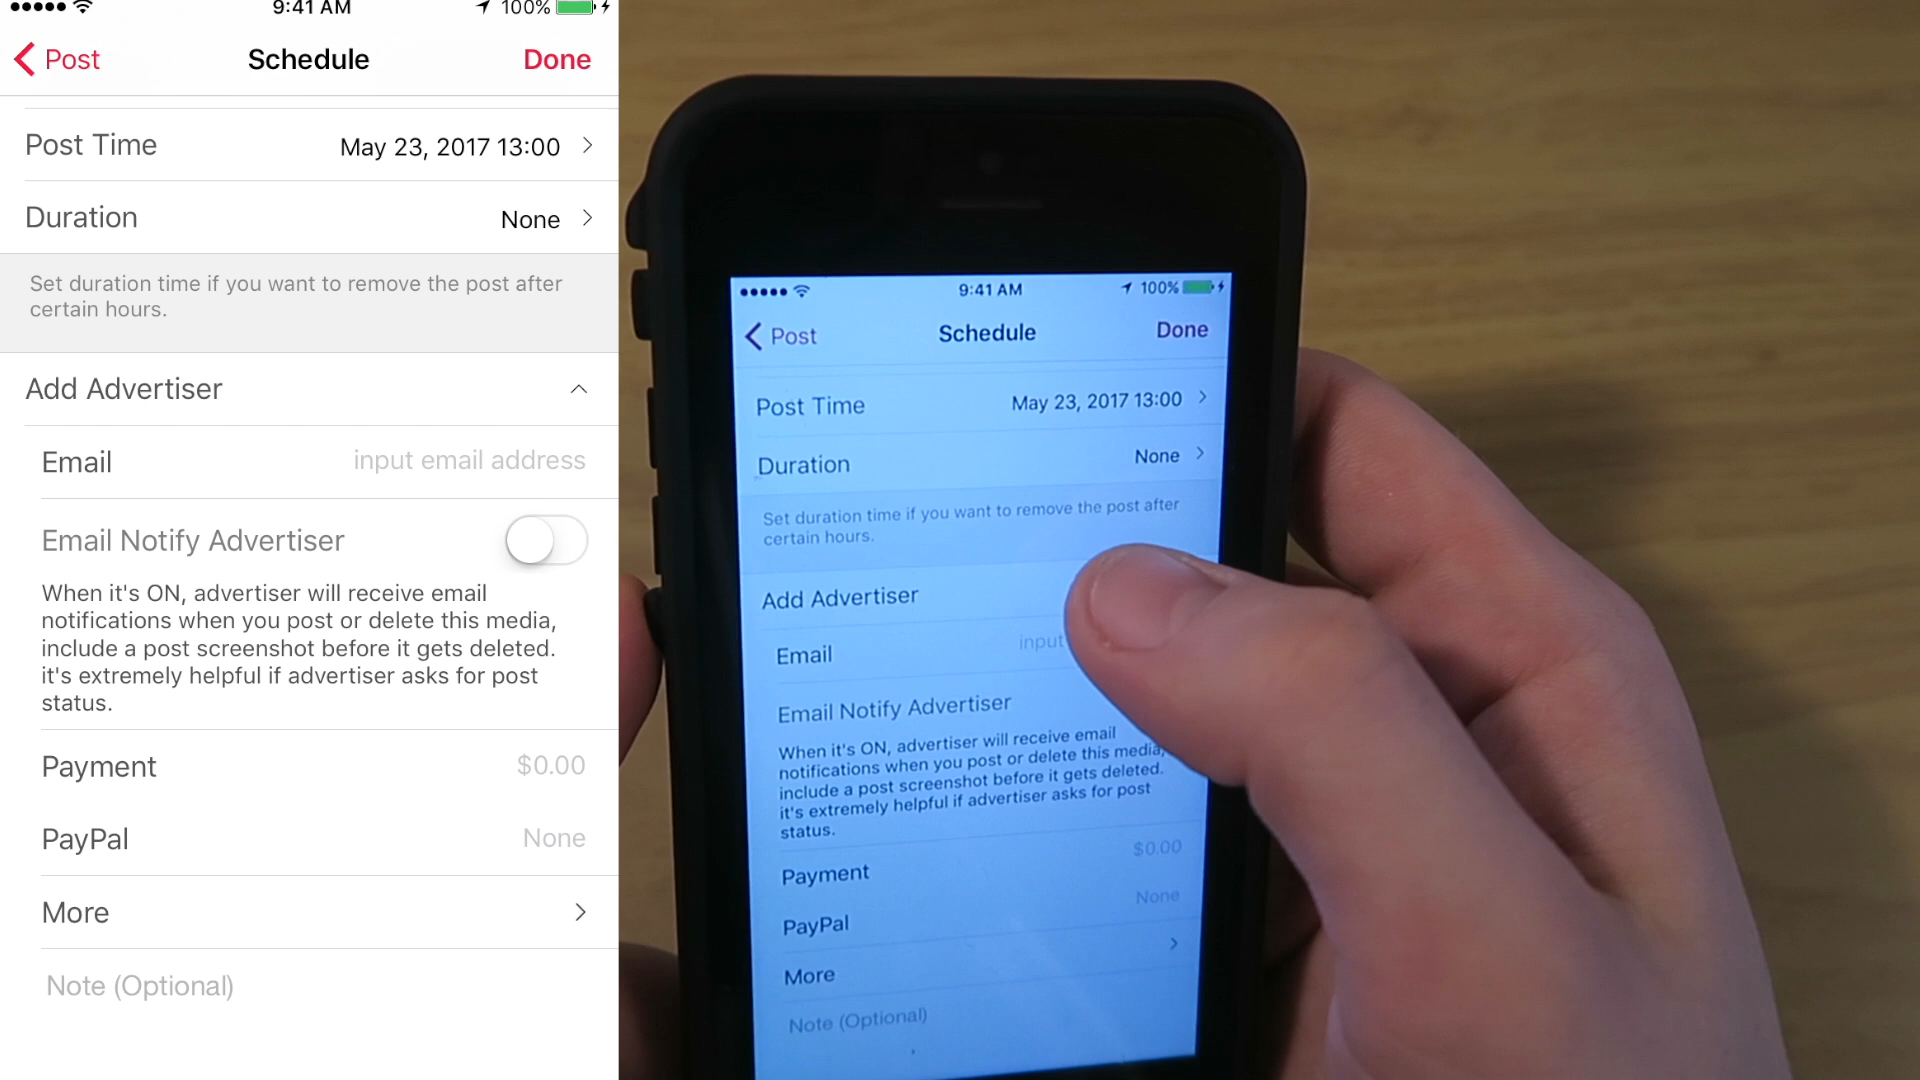 9:41 AM
100%
Post
Schedule
Done
Post Time
May 23, 2017 13:00
Duration
None
Set duration time if you want to remove the post after
certain hours.
Add Advertiser
Email
input email address
Email Notify Advertiser
When it's ON, advertiser will receive email
notifications when you post or delete this media,
include a post screenshot before it gets deleted.
it's extremely helpful if advertiser asks for post
status.
Payment
$0.00
PayPal
None
More
Note (Optional)
9:41 AM
100%
Post
Schedule
Done
Post Time
May 23, 2017 13:00
Duration
None
Set duration time if you want to remove the post after
certain hours.
Add Advertiser
Email
input
Email Notify Advertiser
When it's ON, advertiser will receive email
notifications when you post or delete this media,
include a post screenshot before it gets deleted.
it's extremely helpful if advertiser asks for post
status.
Payment
$0.00
PayPal
None
More
Note (Optional)